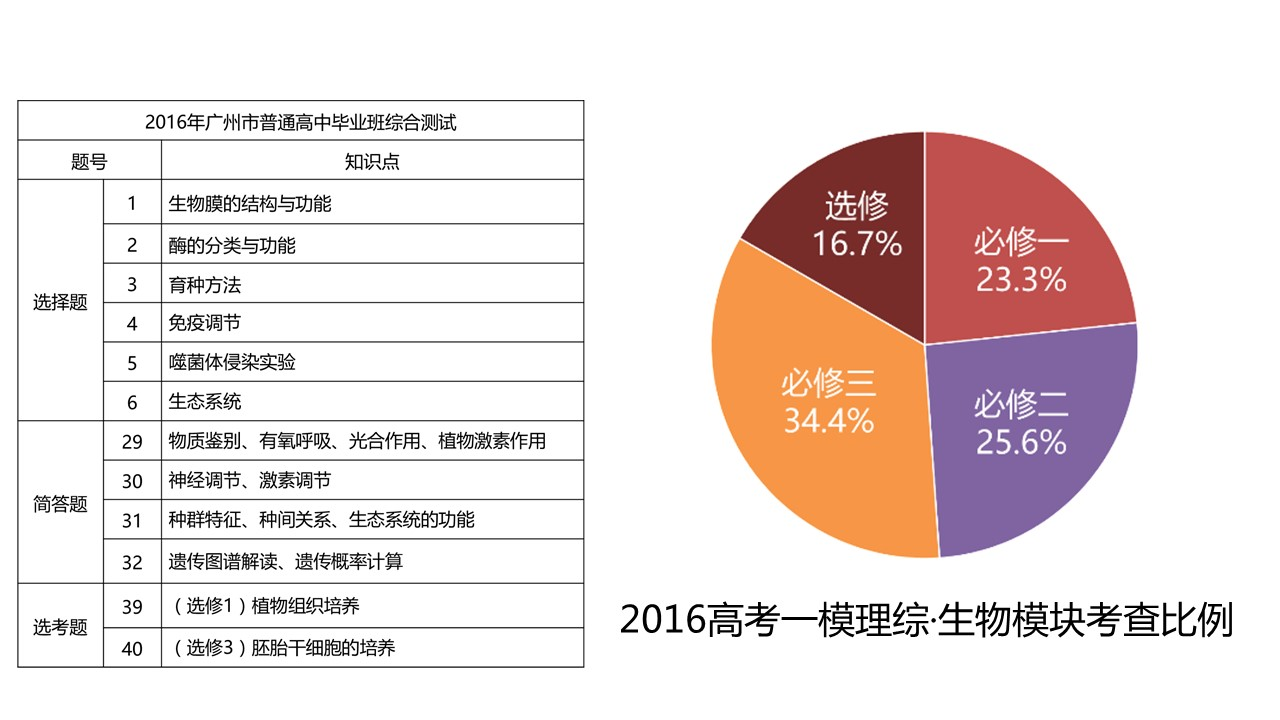 2016年广州市普通高中毕业班综合测试
题号 知识点
选择题
1 生物膜的结构与功能
2 酶的分类与功能
3 育种方法
4 免疫调节
5 噬菌体侵染实验
6 生态系统
简答题
29 物质鉴别、有氧呼吸、光合作用、植物激素作用
30 神经调节、激素调节
31 种群特征、种间关系、生态系统的功能
32 遗传图谱解读、遗传概率计算
选考题
39 （选修1）植物组织培养
40 （选修3）胚胎干细胞的培养
选修
16.7%
必修一
23.3%
必修三
34.4%
必修二
25.6%
2016高考一模理综·生物模块考查比例